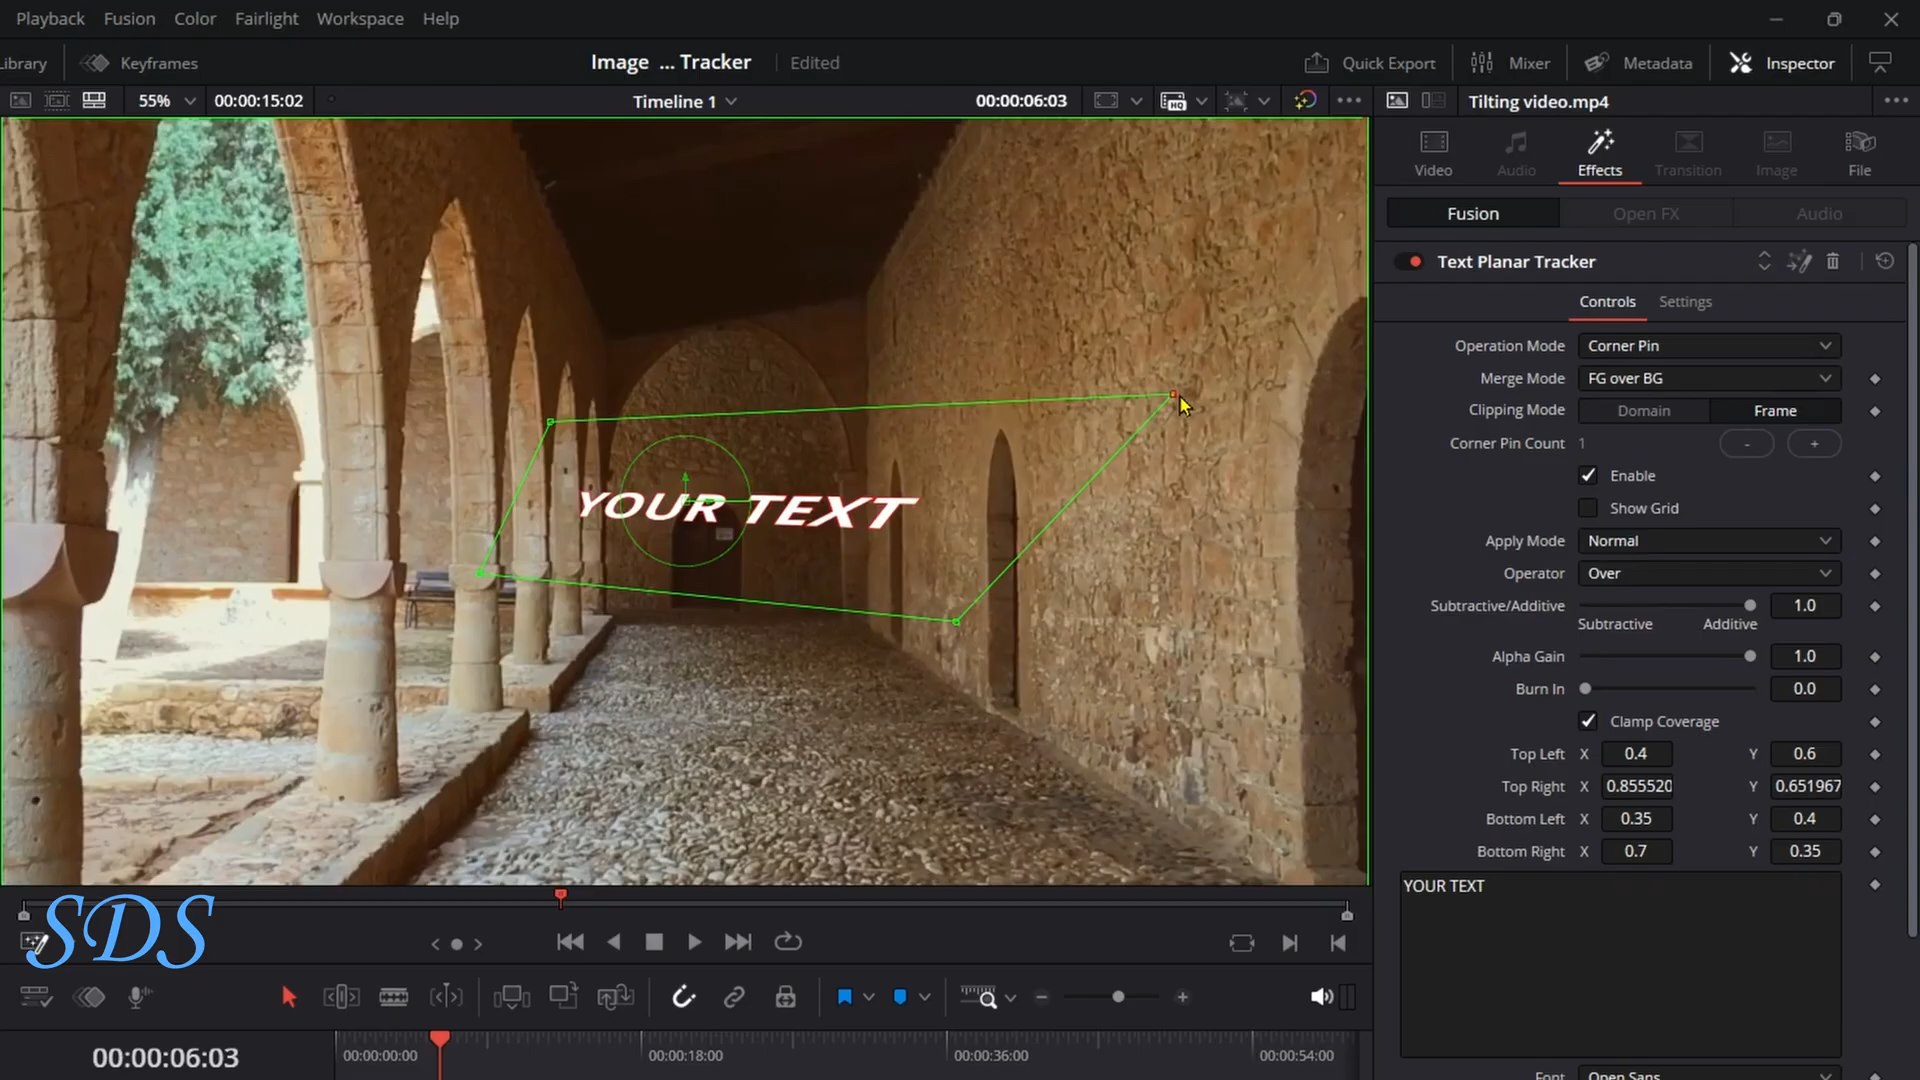 Playback Fusion Color Fairlight Workspace Help
ibrary Keyframes Image ... Tracker Edited Quick Export Mixer Metadata Inspector
55% 00:00:15:02 Timeline 1 00:00:06:03 HQ Tilting video.mp4
Video Audio Effects Transition Image File
Fusion Open FX Audio
Text Planar Tracker
Controls Settings
Operation Mode Corner Pin
Merge Mode FG over BG
Clipping Mode Domain Frame
Corner Pin Count 1 - +
Enable
Show Grid
Apply Mode Normal
Operator Over
Subtractive/Additive 1.0
Subtractive Additive
Alpha Gain 1.0
Burn In 0.0
Clamp Coverage
Top Left X 0.4 Y 0.6
Top Right X 0.855520 Y 0.651967
Bottom Left X 0.35 Y 0.4
Bottom Right X 0.7 Y 0.35
YOUR TEXT
Font Open Sans
YOUR TEXT
SDS
00:00:06:03 00:00:00:00 00:00:18:00 00:00:36:00 00:00:54:00